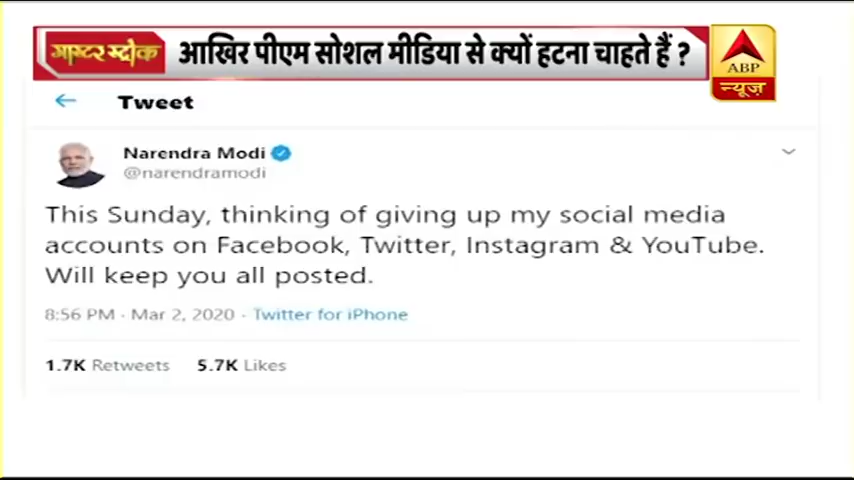 मास्टर स्ट्रोक
आखिर पीएम सोशल मीडिया से क्यों हटना चाहते हैं ?
ABP
न्यूज़
Tweet
Narendra Modi
@narendramodi
This Sunday, thinking of giving up my social media
accounts on Facebook, Twitter, Instagram & YouTube.
Will keep you all posted.
8:56 PM · Mar 2, 2020 · Twitter for iPhone
1.7K Retweets 5.7K Likes